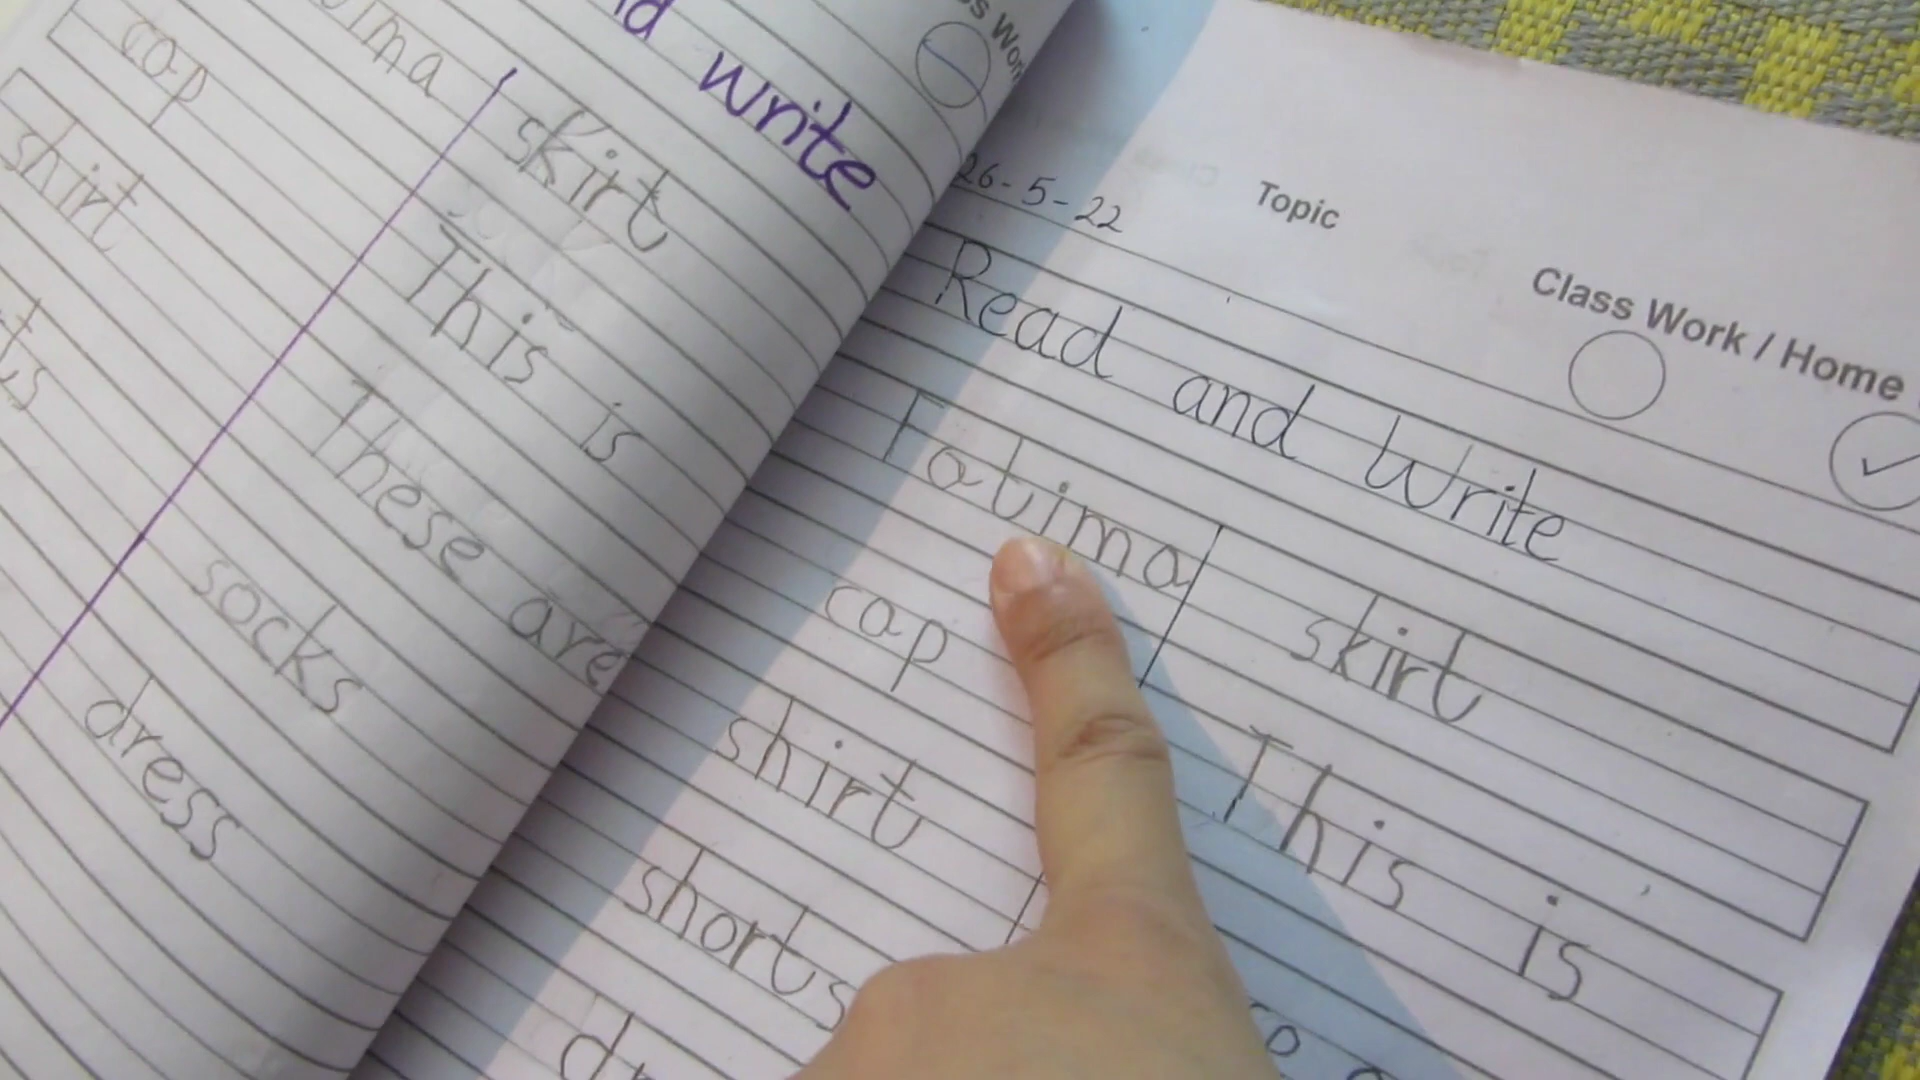 write
cap
skirt
shirt
This is
These are
socks
dress
26-5-22
Topic
Class Work / Home
Read and Write
Fatima
skirt
cap
This is
shirt
shorts